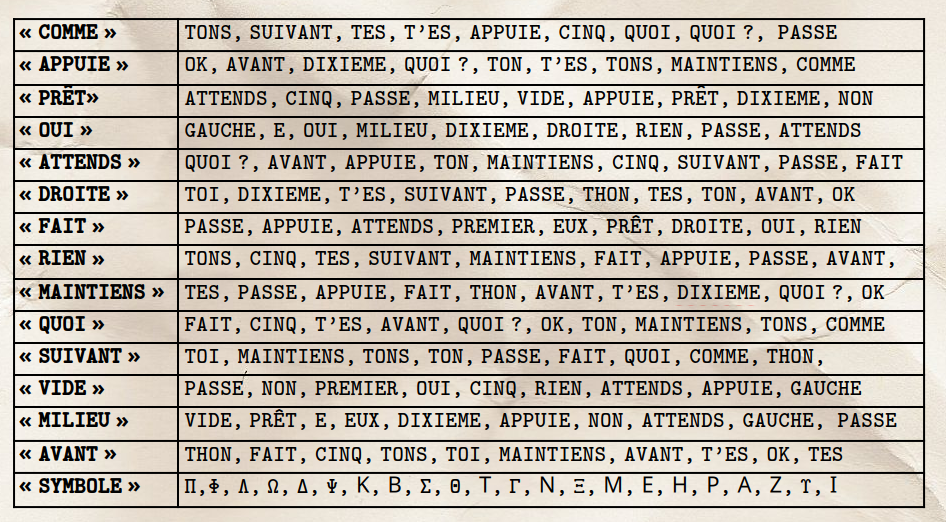 « COMME » TONS, SUIVANT, TES, T’ES, APPUIE, CINQ, QUOI, QUOI ?, PASSE
« APPUIE » OK, AVANT, DIXIEME, QUOI ?, TON, T’ES, TONS, MAINTIENS, COMME
« PRÊT» ATTENDS, CINQ, PASSE, MILIEU, VIDE, APPUIE, PRÊT, DIXIEME, NON
« OUI » GAUCHE, E, OUI, MILIEU, DIXIEME, DROITE, RIEN, PASSE, ATTENDS
« ATTENDS » QUOI ?, AVANT, APPUIE, TON, MAINTIENS, CINQ, SUIVANT, PASSE, FAIT
« DROITE » TOI, DIXIEME, T’ES, SUIVANT, PASSE, THON, TES, TON, AVANT, OK
« FAIT » PASSE, APPUIE, ATTENDS, PREMIER, EUX, PRÊT, DROITE, OUI, RIEN
« RIEN » TONS, CINQ, TES, SUIVANT, MAINTIENS, FAIT, APPUIE, PASSE, AVANT,
« MAINTIENS » TES, PASSE, APPUIE, FAIT, THON, AVANT, T’ES, DIXIEME, QUOI ?, OK
« QUOI » FAIT, CINQ, T’ES, AVANT, QUOI ?, OK, TON, MAINTIENS, TONS, COMME
« SUIVANT » TOI, MAINTIENS, TONS, TON, PASSE, FAIT, QUOI, COMME, THON,
« VIDE » PASSE, NON, PREMIER, OUI, CINQ, RIEN, ATTENDS, APPUIE, GAUCHE
« MILIEU » VIDE, PRÊT, E, EUX, DIXIEME, APPUIE, NON, ATTENDS, GAUCHE, PASSE
« AVANT » THON, FAIT, CINQ, TONS, TOI, MAINTIENS, AVANT, T’ES, OK, TES
« SYMBOLE » Π,Φ, Λ, Ω, Δ, Ψ, Κ, Β, Σ, Θ, Τ, Γ, Ν, Ξ, Μ, Ε, Η, Ρ, Α, Ζ, ϒ, Ι